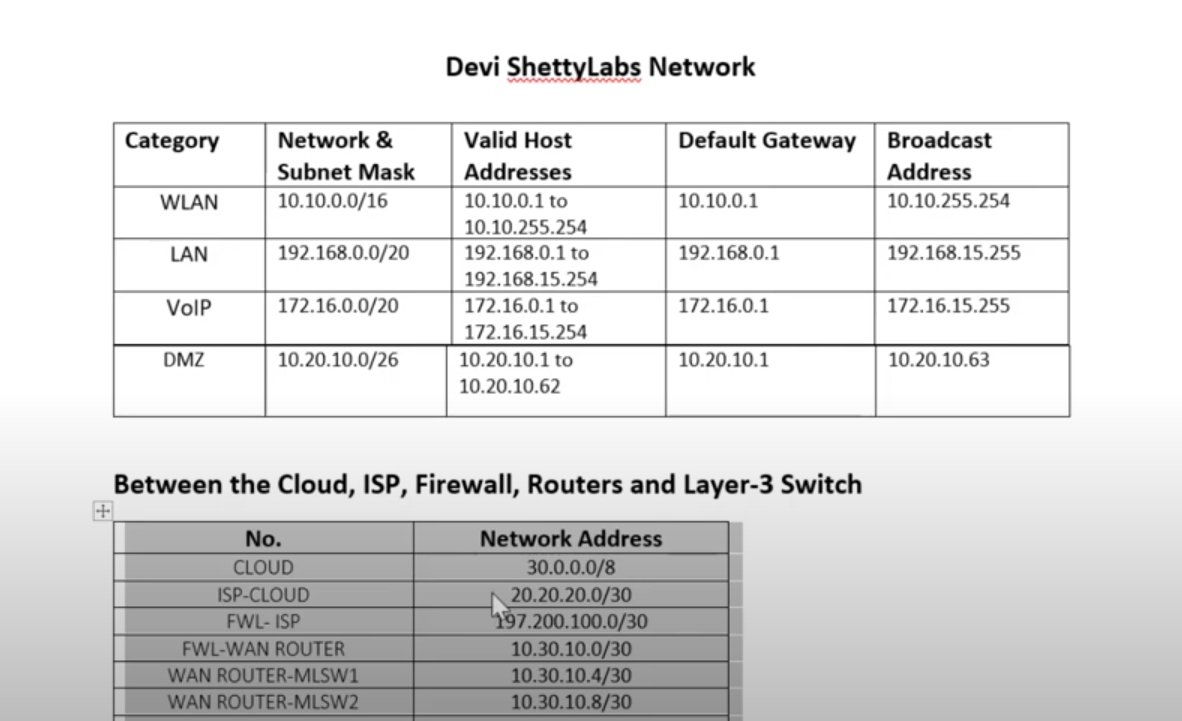 Devi ShettyLabs Network
Category Network & Subnet Mask Valid Host Addresses Default Gateway Broadcast Address
WLAN 10.10.0.0/16 10.10.0.1 to 10.10.255.254 10.10.0.1 10.10.255.254
LAN 192.168.0.0/20 192.168.0.1 to 192.168.15.254 192.168.0.1 192.168.15.255
VoIP 172.16.0.0/20 172.16.0.1 to 172.16.15.254 172.16.0.1 172.16.15.255
DMZ 10.20.10.0/26 10.20.10.1 to 10.20.10.62 10.20.10.1 10.20.10.63
Between the Cloud, ISP, Firewall, Routers and Layer-3 Switch
No. Network Address
CLOUD 30.0.0.0/8
ISP-CLOUD 20.20.20.0/30
FWL- ISP 197.200.100.0/30
FWL-WAN ROUTER 10.30.10.0/30
WAN ROUTER-MLSW1 10.30.10.4/30
WAN ROUTER-MLSW2 10.30.10.8/30